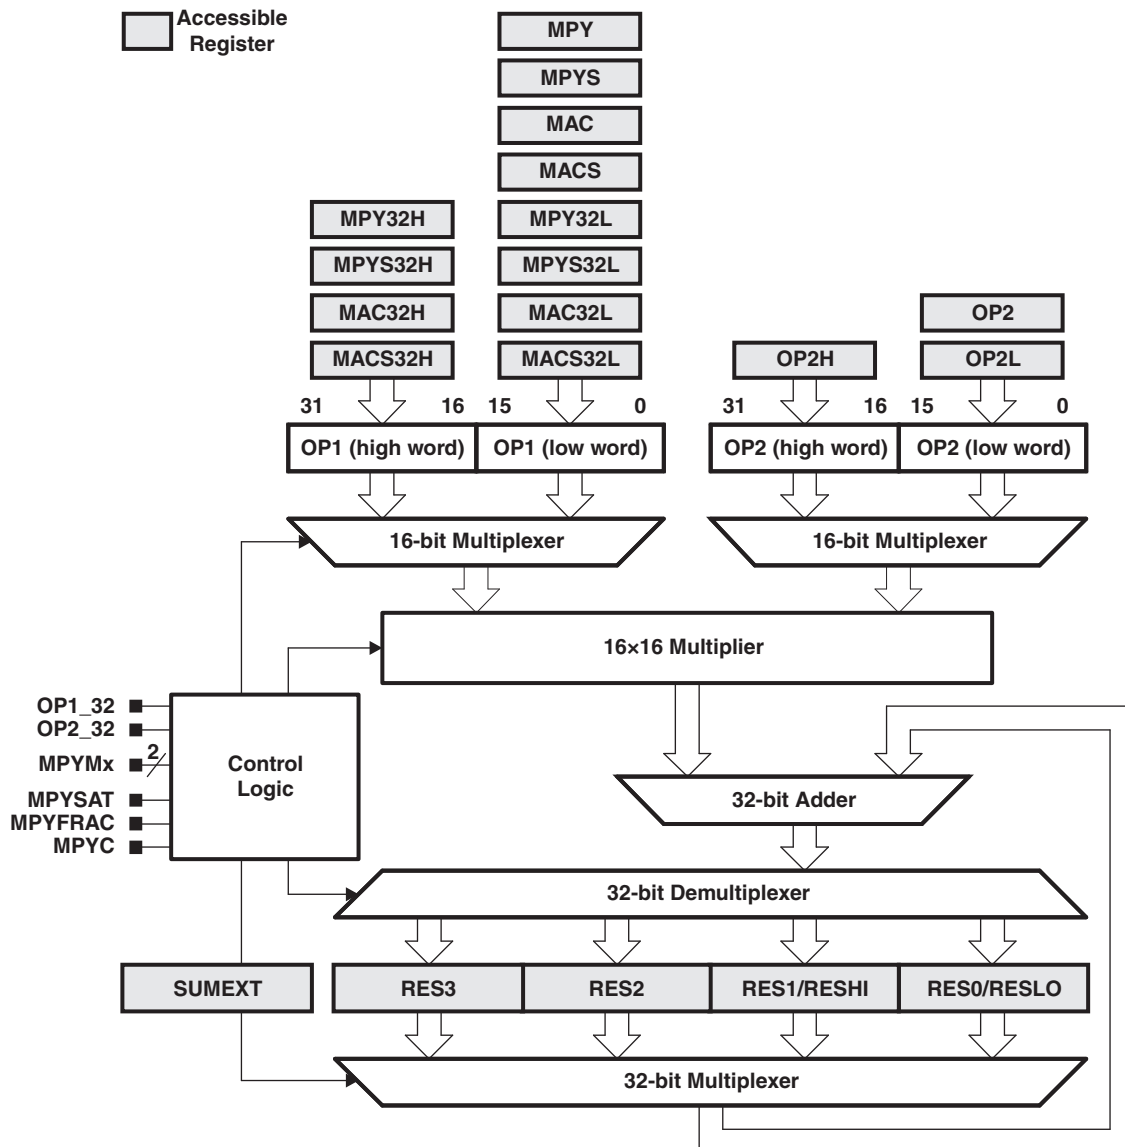 Accessible
Register
MPY
MPYS
MAC
MACS
MPY32H
MPY32L
MPYS32H
MPYS32L
MAC32H
MAC32L
OP2
MACS32H
MACS32L
OP2H
OP2L
31
16
15
0
31
16
15
0
OP1 (high word)
OP1 (low word)
OP2 (high word)
OP2 (low word)
16-bit Multiplexer
16-bit Multiplexer
16×16 Multiplier
OP1_32
OP2_32
MPYMx
2
MPYSAT
MPYFRAC
MPYC
Control
Logic
32-bit Adder
32-bit Demultiplexer
SUMEXT
RES3
RES2
RES1/RESHI
RES0/RESLO
32-bit Multiplexer